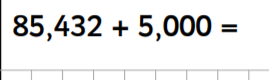 85,432 + 5,000 =